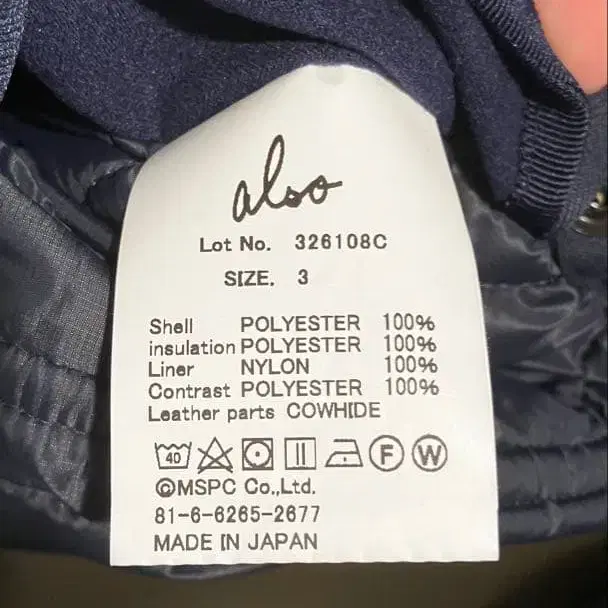 also
Lot No. 326108C
SIZE. 3
Shell POLYESTER 100%
insulation POLYESTER 100%
Liner NYLON 100%
Contrast POLYESTER 100%
Leather parts COWHIDE
40 F W
©MSPC Co.,Ltd.
81-6-6265-2677
MADE IN JAPAN